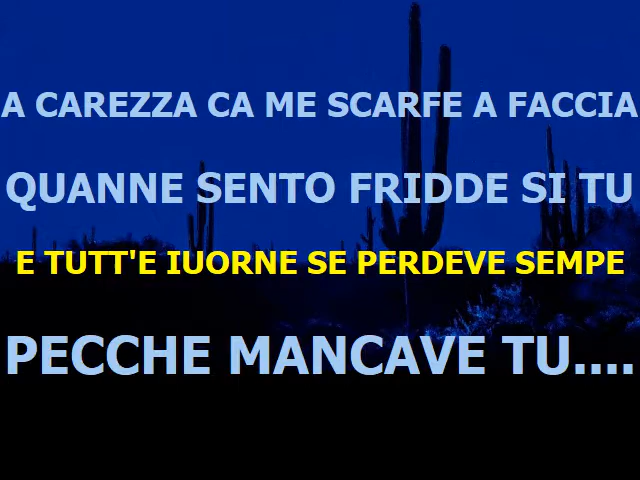 A CAREZZA CA ME SCARFE A FACCIA
QUANNE SENTO FRIDDE SI TU
E TUTT'E IUORNE SE PERDEVE SEMPE
PECCHE MANCAVE TU....